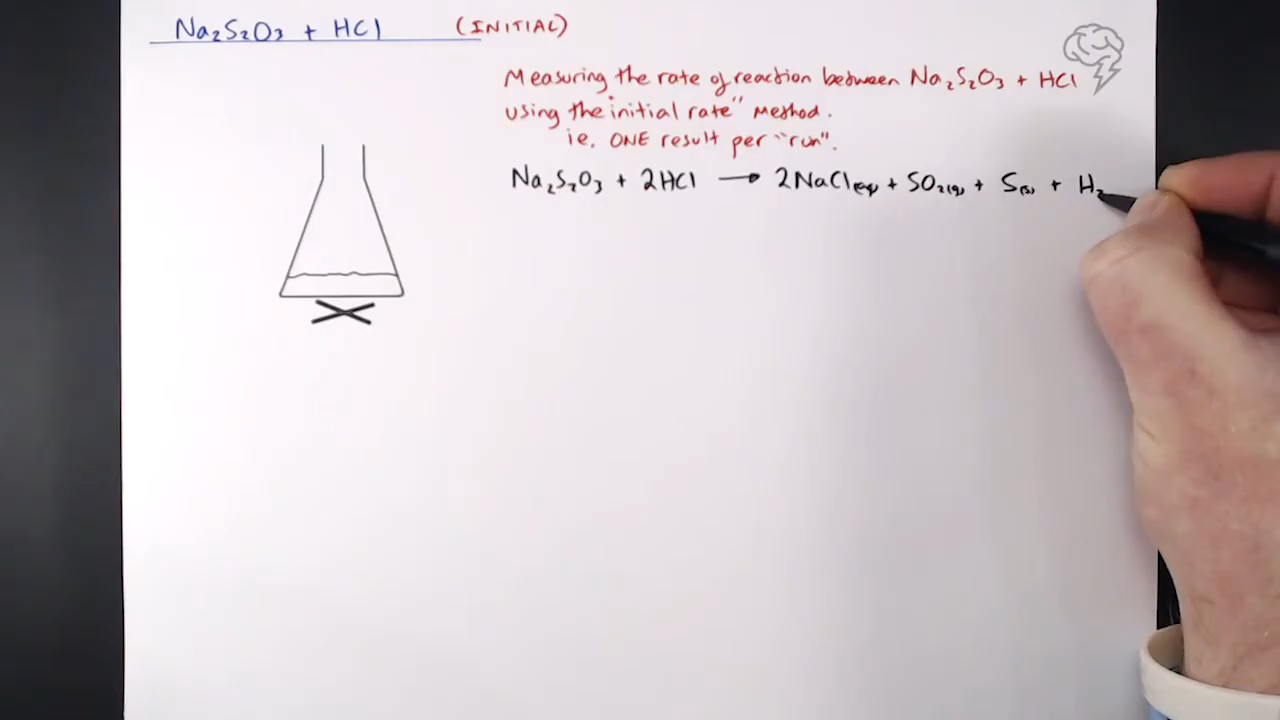 Na₂S₂O₃ + HCl (INITIAL)
Measuring the rate of reaction between Na₂S₂O₃ + HCl
using the "initial rate" method.
ie. ONE result per "run".
Na₂S₂O₃ + 2HCl → 2NaCl(aq) + SO₂(g) + S(s) + H₂